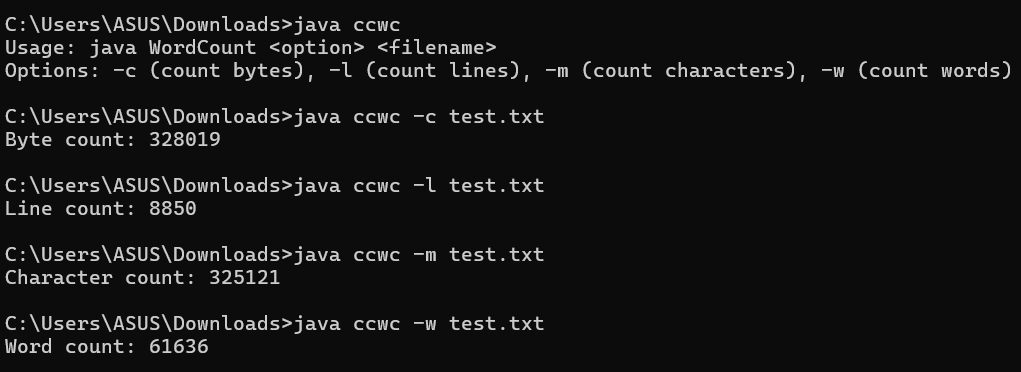 C:\Users\ASUS\Downloads>java ccwc
Usage: java WordCount <option> <filename>
Options: -c (count bytes), -l (count lines), -m (count characters), -w (count words)
C:\Users\ASUS\Downloads>java ccwc -c test.txt
Byte count: 328019
C:\Users\ASUS\Downloads>java ccwc -l test.txt
Line count: 8850
C:\Users\ASUS\Downloads>java ccwc -m test.txt
Character count: 325121
C:\Users\ASUS\Downloads>java ccwc -w test.txt
Word count: 61636